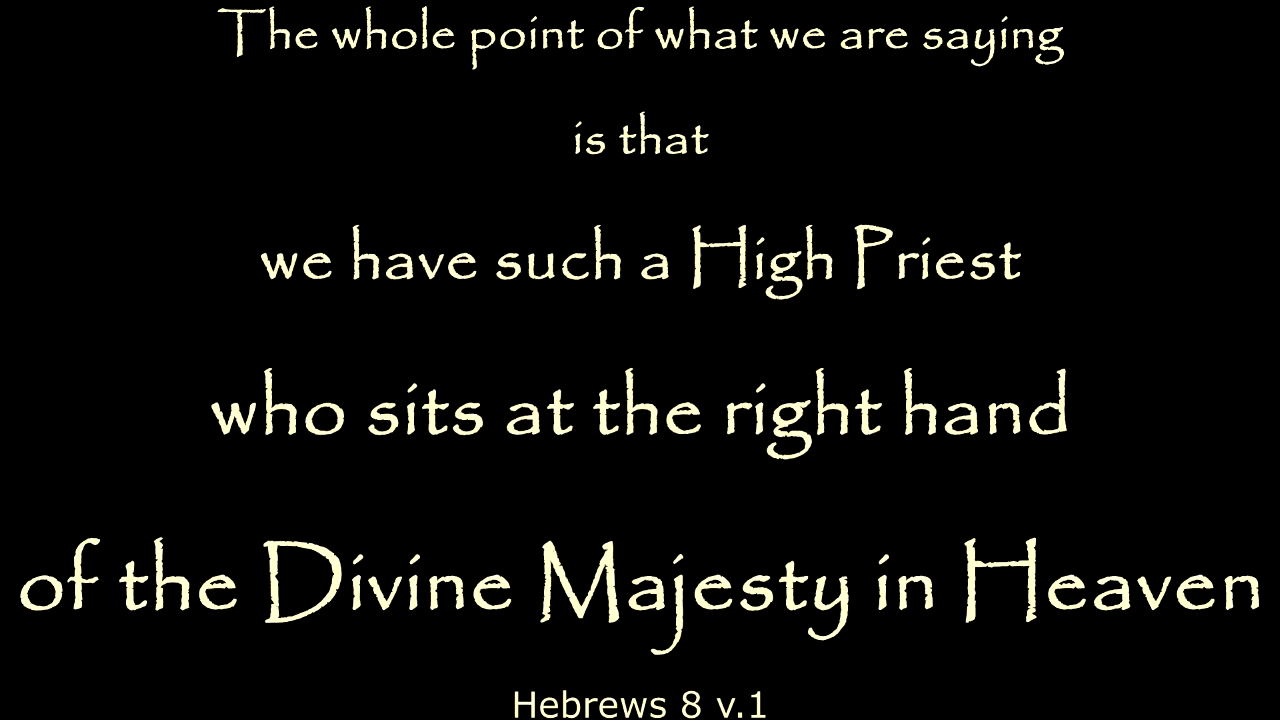 The whole point of what we are saying
is that
we have such a High Priest
who sits at the right hand
of the Divine Majesty in Heaven
Hebrews 8 v.1